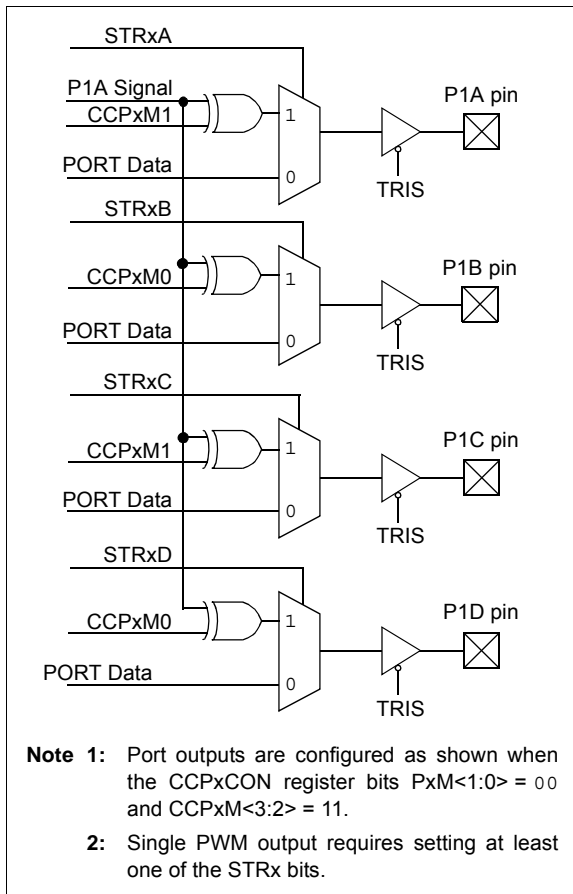 STRxA
P1A Signal
CCPxM1
1
P1A pin
PORT Data
0
TRIS
STRxB
CCPxM0
1
P1B pin
PORT Data
0
TRIS
STRxC
CCPxM1
1
P1C pin
PORT Data
0
TRIS
STRxD
CCPxM0
1
P1D pin
PORT Data
0
TRIS
Note 1: Port outputs are configured as shown when
the CCPxCON register bits PxM<1:0> = 00
and CCPxM<3:2> = 11.
2: Single PWM output requires setting at least
one of the STRx bits.